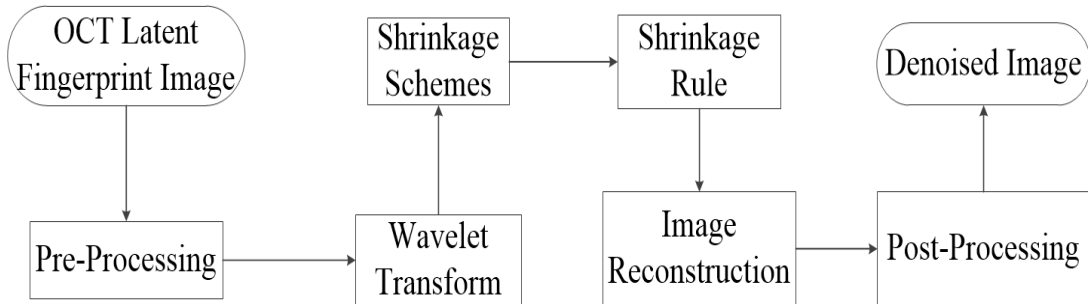 OCT Latent
Fingerprint Image
Pre-Processing
Wavelet
Transform
Shrinkage
Schemes
Shrinkage
Rule
Image
Reconstruction
Post-Processing
Denoised Image